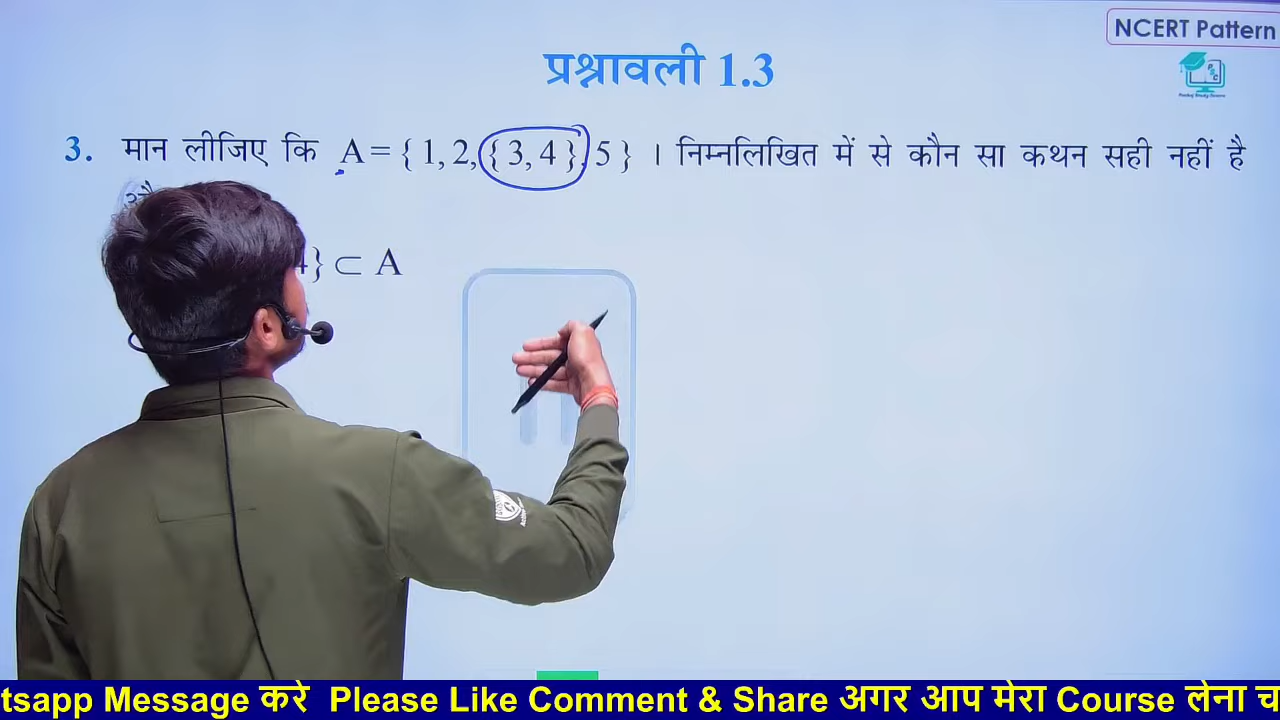 NCERT Pattern
प्रश्नावली 1.3
3. मान लीजिए कि A = { 1, 2, { 3, 4 }, 5 } । निम्नलिखित में से कौन सा कथन सही नहीं है
4} ⊂ A
tsapp Message करे Please Like Comment & Share अगर आप मेरा Course लेना च